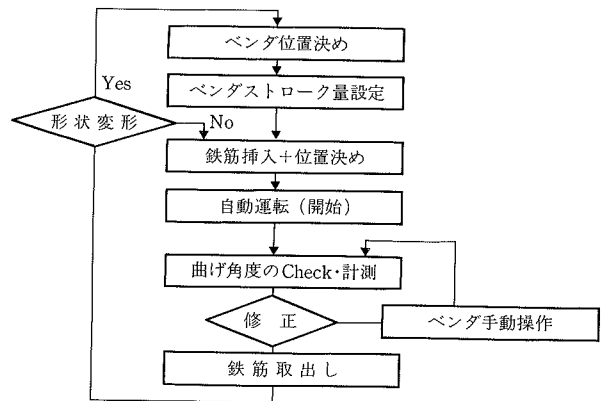 ベンダ位置決め
Yes
ベンダストローク量設定
形状変形
No
鉄筋挿入＋位置決め
自動運転（開始）
曲げ角度のCheck・計測
修正
ベンダ手動操作
鉄筋取出し